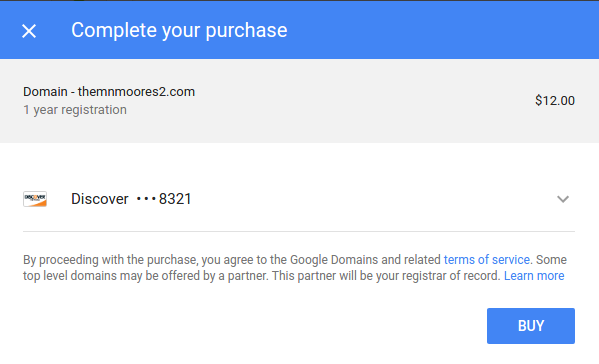 Complete your purchase
Domain - themnmoores2.com
1 year registration
$12.00
DISCOVER
Discover •••8321
By proceeding with the purchase, you agree to the Google Domains and related terms of service. Some
top level domains may be offered by a partner. This partner will be your registrar of record. Learn more
BUY